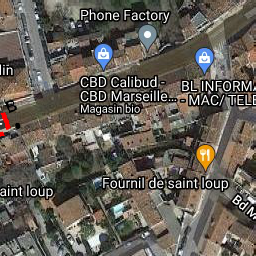 Phone Factory
lin
CBD Calibud -
CBD Marseille...
Magasin bio
BL INFORMA
- MAC/ TELE
Fournil de saint loup
saint loup
Bd M